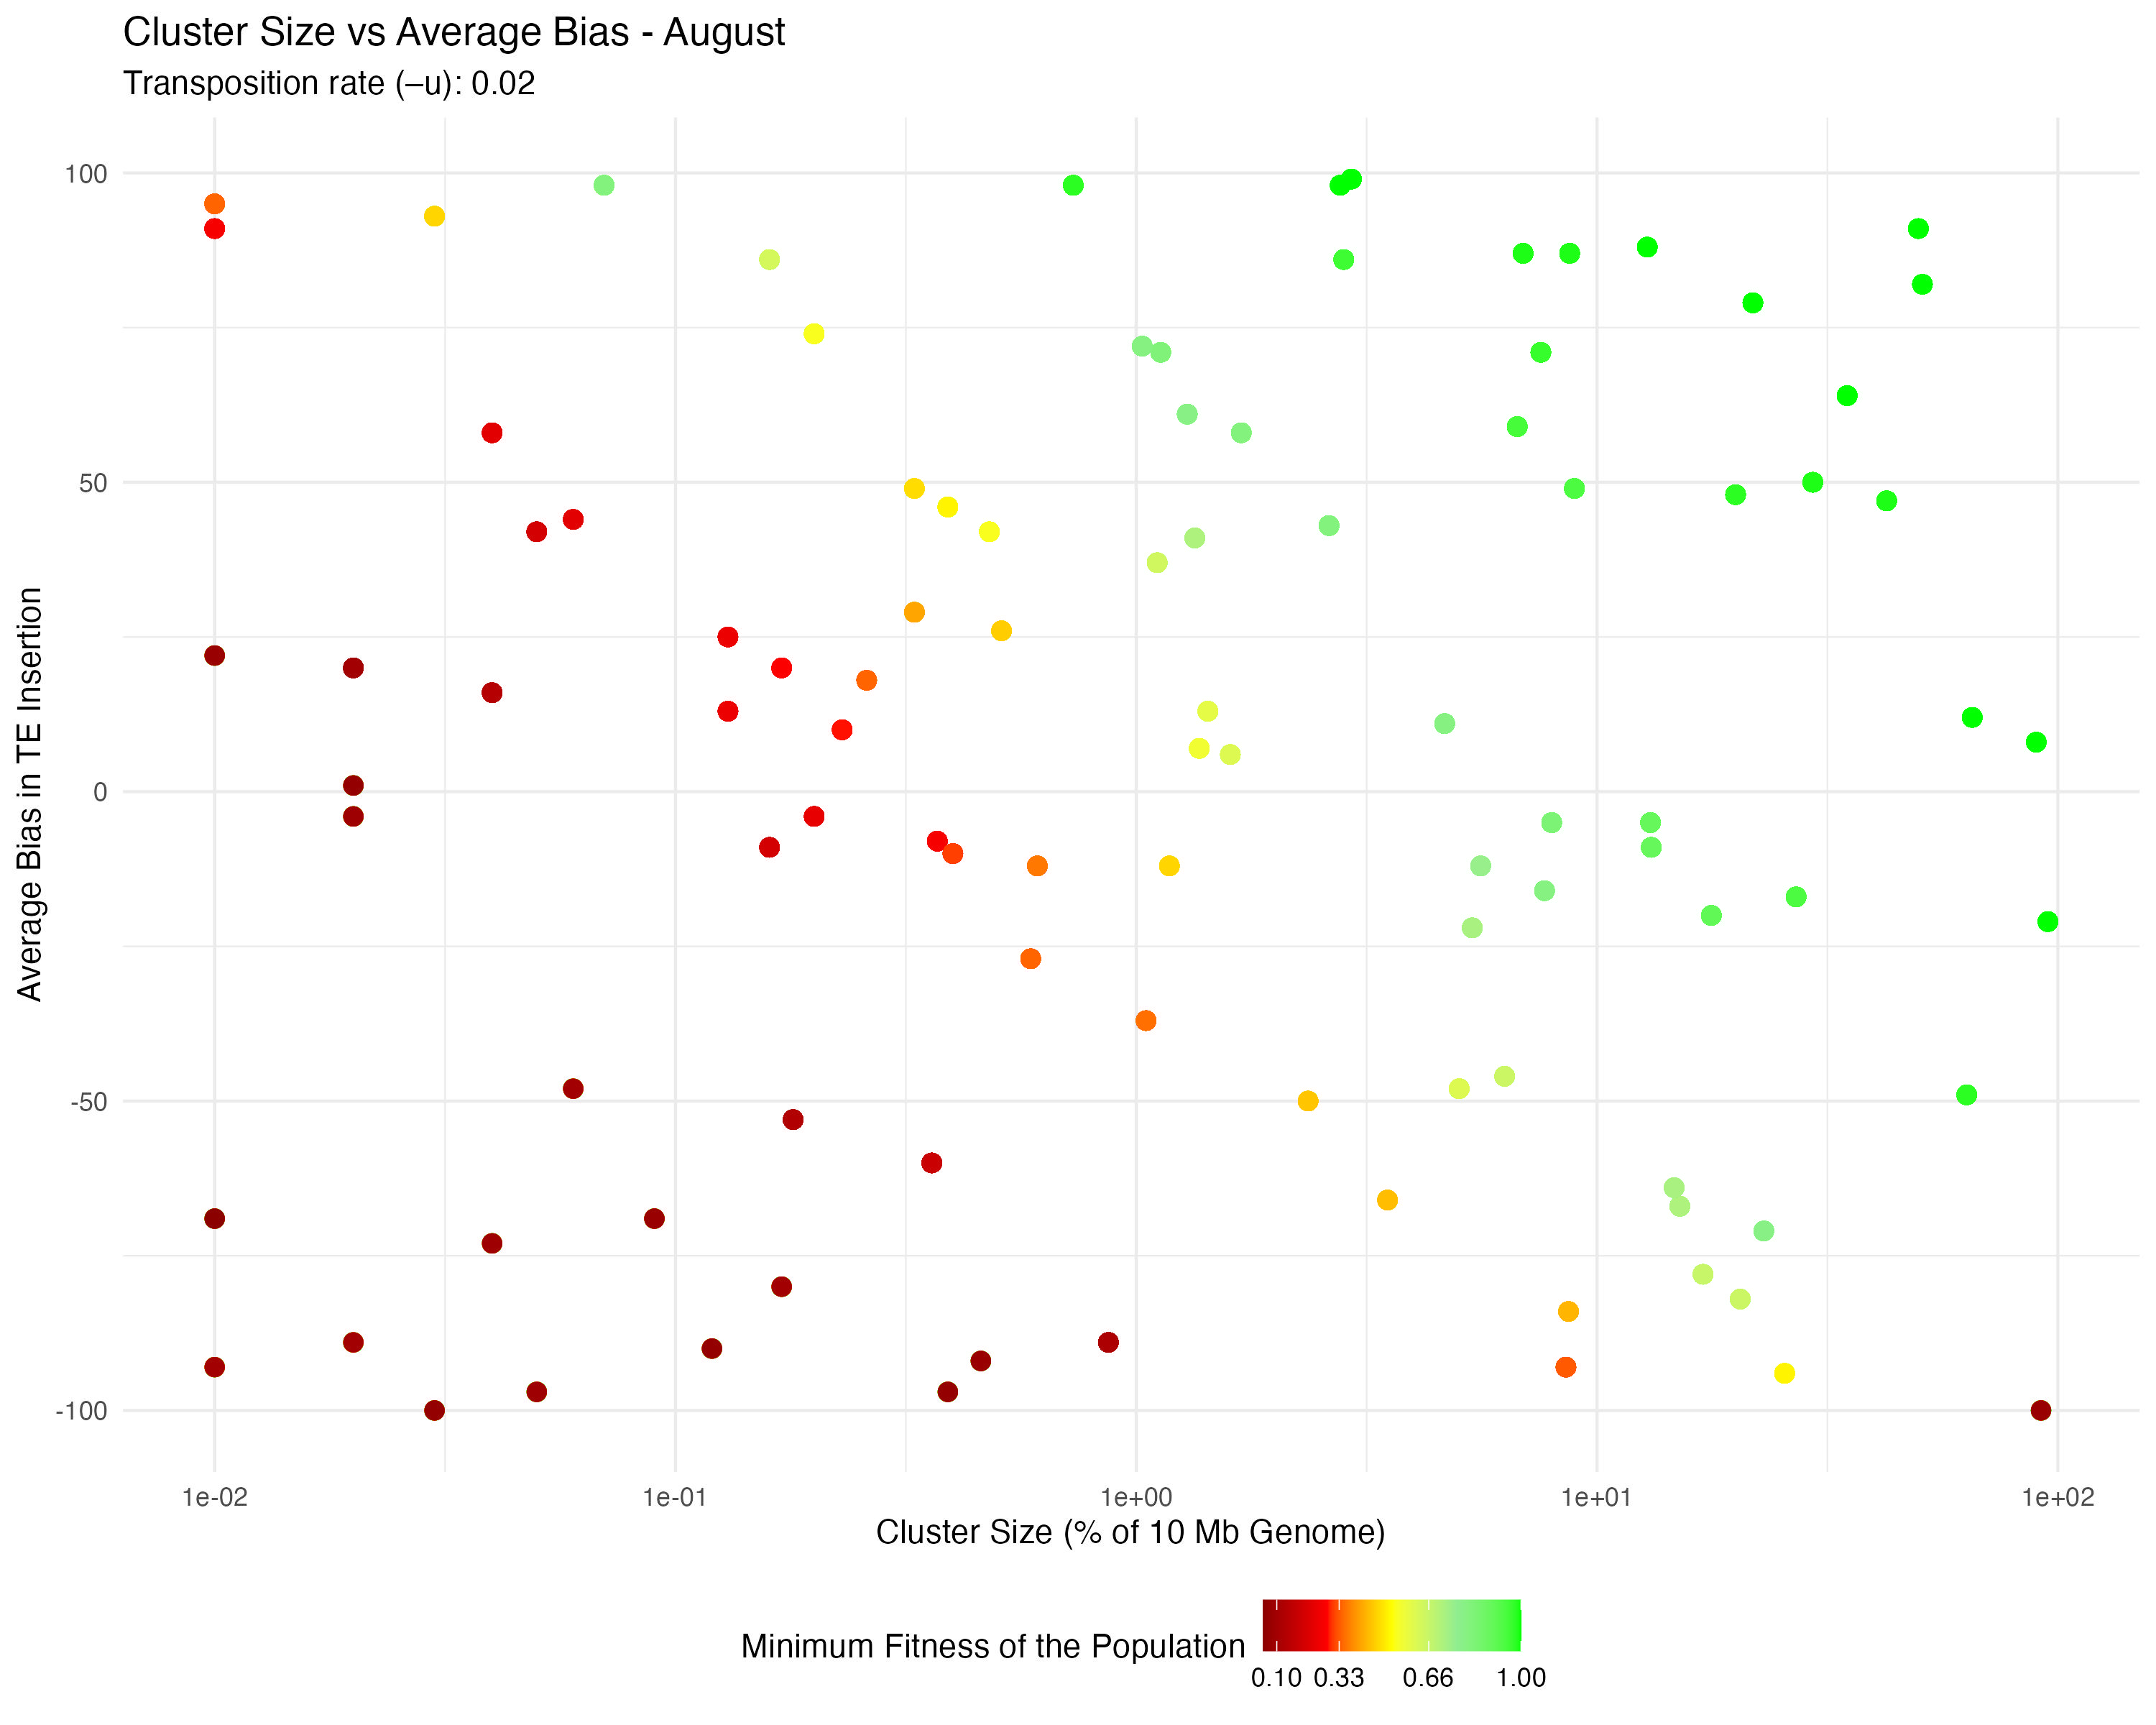 Cluster Size vs Average Bias - August
Transposition rate (−u): 0.02
Average Bias in TE Insertion
100
50
0
-50
-100
1e-02 1e-01 1e+00 1e+01 1e+02
Cluster Size (% of 10 Mb Genome)
Minimum Fitness of the Population
0.10 0.33 0.66 1.00